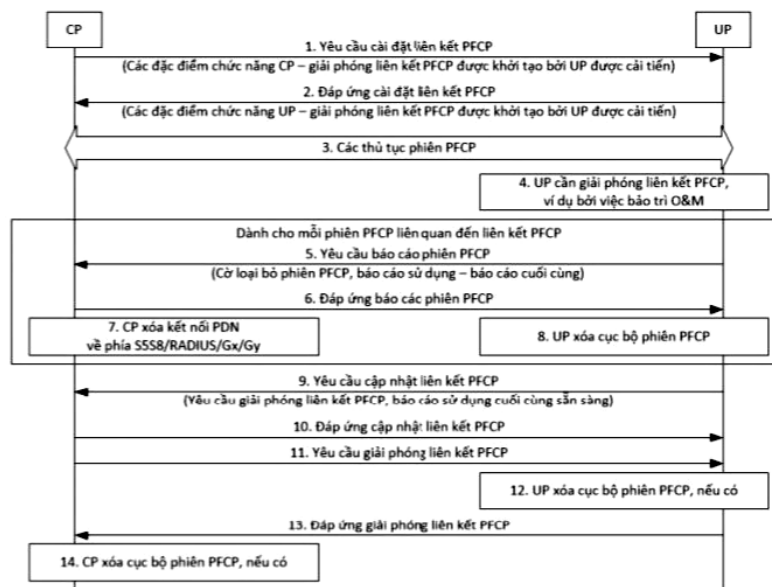 CP
UP
1. Yêu cầu cài đặt liên kết PFCP
(Các đặc điểm chức năng CP – giải phóng liên kết PFCP được khởi tạo bởi UP được cải tiến)
2. Đáp ứng cài đặt liên kết PFCP
(Các đặc điểm chức năng UP – giải phóng liên kết PFCP được khởi tạo bởi UP được cải tiến)
3. Các thủ tục phiên PFCP
4. UP cần giải phóng liên kết PFCP,
ví dụ bởi việc bảo trì O&M
Dành cho mỗi phiên PFCP liên quan đến liên kết PFCP
5. Yêu cầu báo cáo phiên PFCP
(Cờ loại bỏ phiên PFCP, báo cáo sử dụng – báo cáo cuối cùng)
6. Đáp ứng báo các phiên PFCP
7. CP xóa kết nối PDN
về phía S5S8/RADIUS/Gx/Gy
8. UP xóa cục bộ phiên PFCP
9. Yêu cầu cập nhật liên kết PFCP
(Yêu cầu giải phóng liên kết PFCP, báo cáo sử dụng cuối cùng sẵn sàng)
10. Đáp ứng cập nhật liên kết PFCP
11. Yêu cầu giải phóng liên kết PFCP
12. UP xóa cục bộ phiên PFCP, nếu có
13. Đáp ứng giải phóng liên kết PFCP
14. CP xóa cục bộ phiên PFCP, nếu có